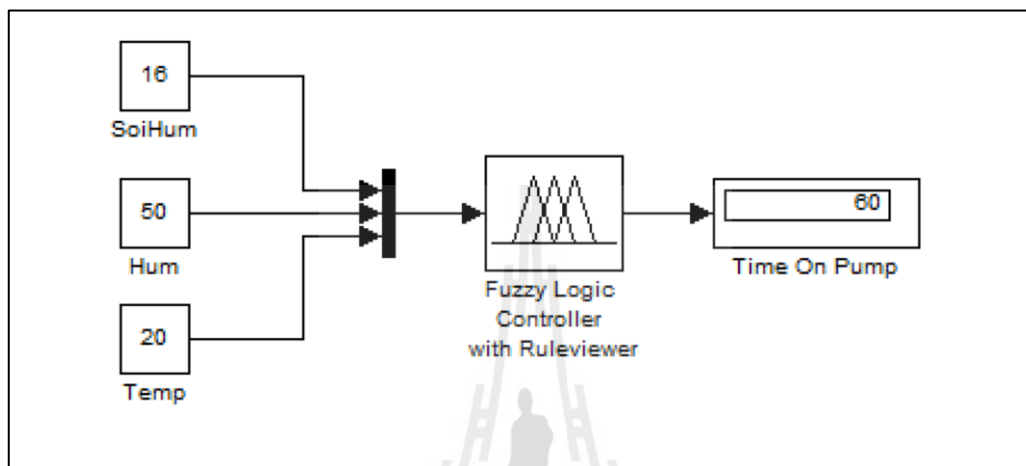 16
SoiHum
50
Hum
20
Temp
Fuzzy Logic
Controller
with Ruleviewer
60
Time On Pump